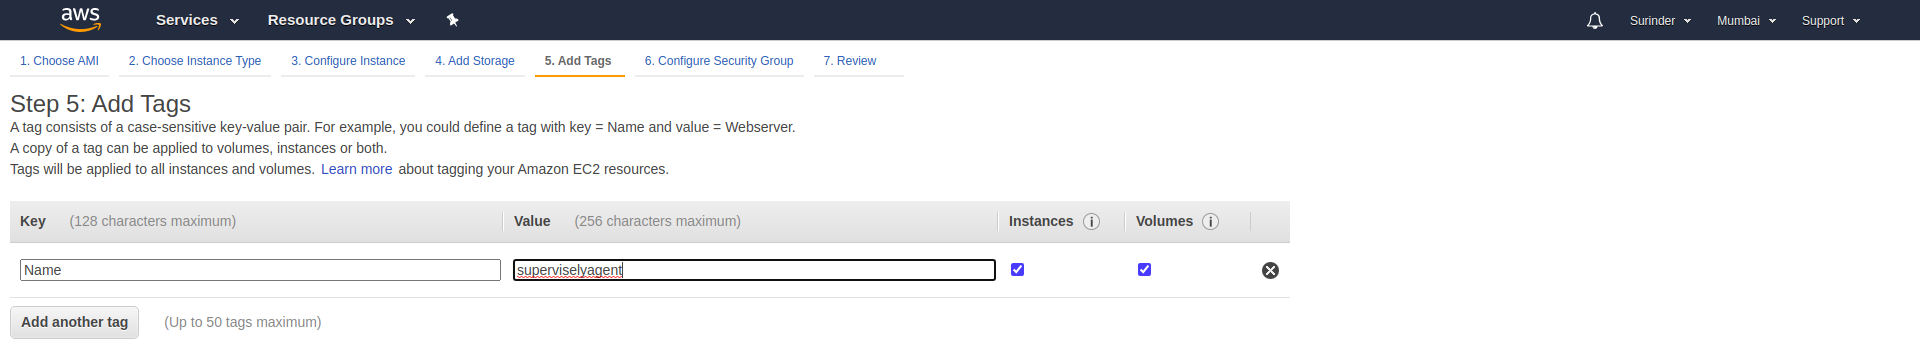 aws Services Resource Groups Surinder Mumbai Support
1. Choose AMI 2. Choose Instance Type 3. Configure Instance 4. Add Storage 5. Add Tags 6. Configure Security Group 7. Review
Step 5: Add Tags
A tag consists of a case-sensitive key-value pair. For example, you could define a tag with key = Name and value = Webserver.
A copy of a tag can be applied to volumes, instances or both.
Tags will be applied to all instances and volumes. Learn more about tagging your Amazon EC2 resources.
Key (128 characters maximum) Value (256 characters maximum) Instances i Volumes i
Name superviselyagent
Add another tag (Up to 50 tags maximum)